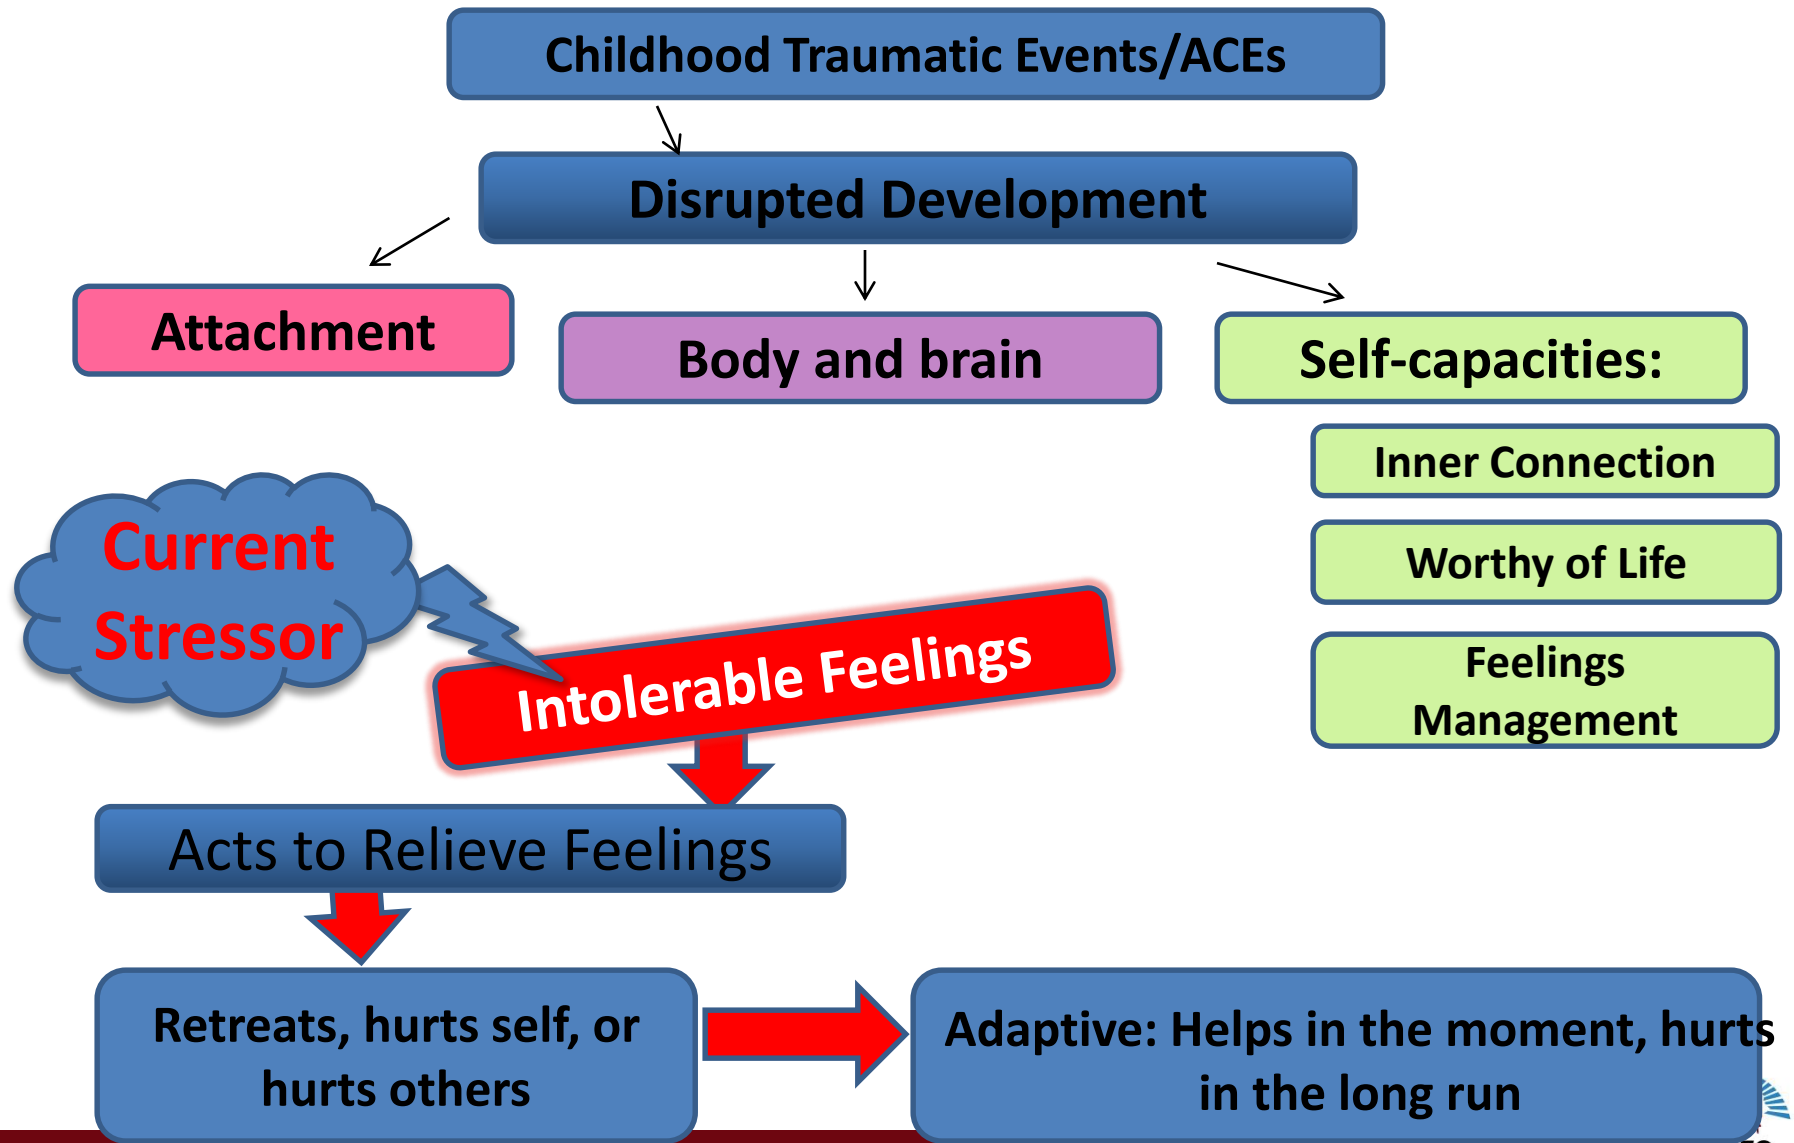 Childhood Traumatic Events/ACEs
Disrupted Development
Attachment
Body and brain
Self-capacities:
Inner Connection
Worthy of Life
Feelings
Management
Current
Stressor
Intolerable Feelings
Acts to Relieve Feelings
Retreats, hurts self, or
hurts others
Adaptive: Helps in the moment, hurts
in the long run